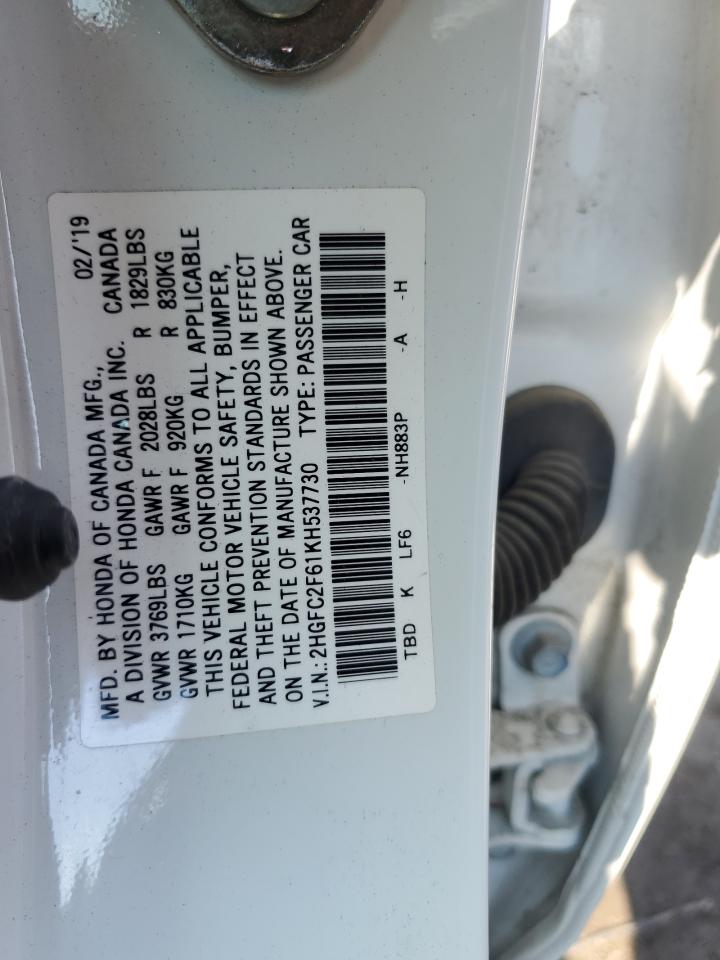 MFD. BY HONDA OF CANADA MFG., 02/'19
A DIVISION OF HONDA CANADA INC. CANADA
GVWR 3769LBS GAWR F 2028LBS R 1829LBS
GVWR 1710KG GAWR F 920KG R 830KG
THIS VEHICLE CONFORMS TO ALL APPLICABLE
FEDERAL MOTOR VEHICLE SAFETY, BUMPER,
AND THEFT PREVENTION STANDARDS IN EFFECT
ON THE DATE OF MANUFACTURE SHOWN ABOVE.
V.I.N.: 2HGFC2F61KH537730 TYPE: PASSENGER CAR
TBD K LF6 -NH883P -A -H